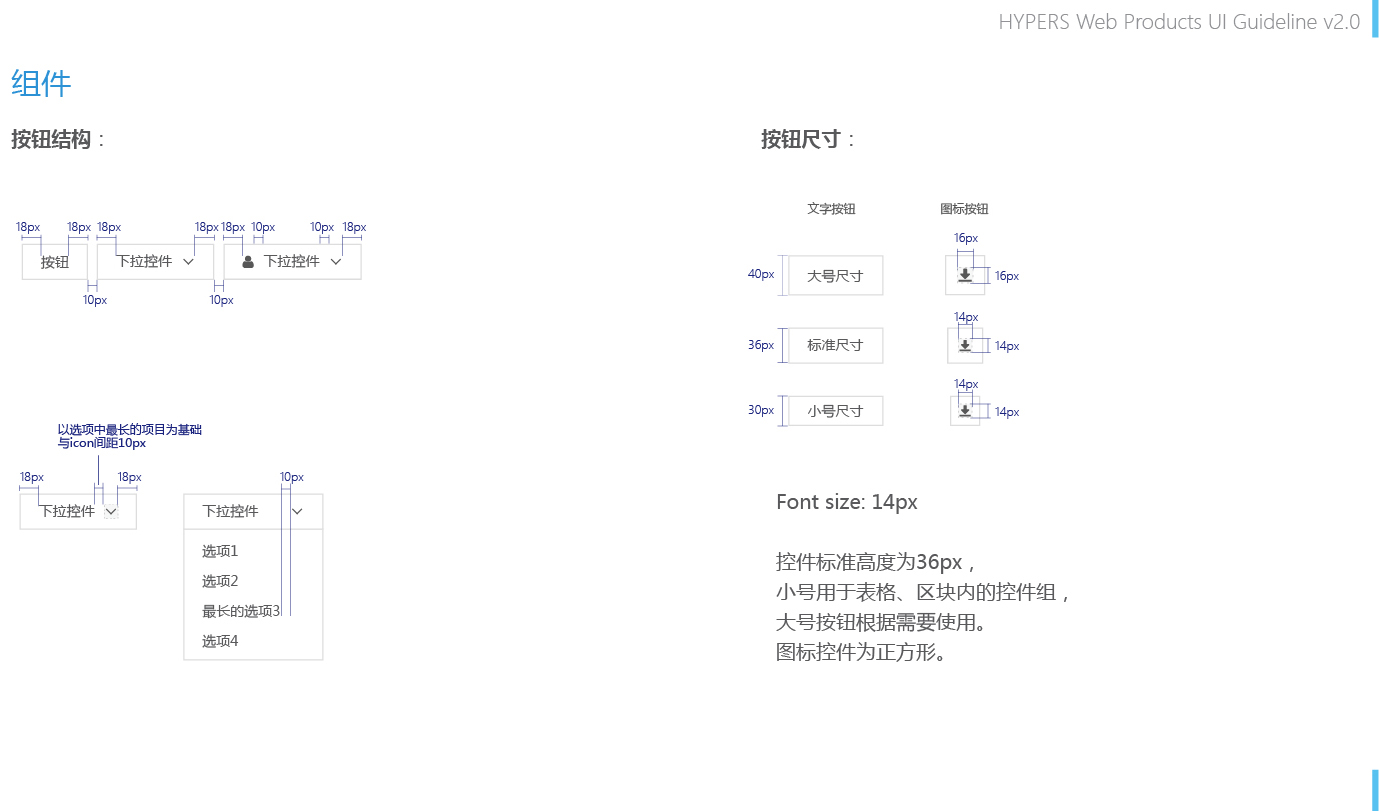 HYPERS Web Products UI Guideline v2.0
组件
按钮结构：
18px 18px 18px 18px 18px 10px 10px 18px
按钮 下拉控件 下拉控件
10px 10px
以选项中最长的项目为基础
与icon间距10px
18px 18px
下拉控件
10px
下拉控件
选项1
选项2
最长的选项3
选项4
按钮尺寸：
文字按钮 图标按钮
16px
40px 大号尺寸 16px
14px
36px 标准尺寸 14px
14px
30px 小号尺寸 14px
Font size: 14px
控件标准高度为36px，
小号用于表格、区块内的控件组，
大号按钮根据需要使用。
图标控件为正方形。